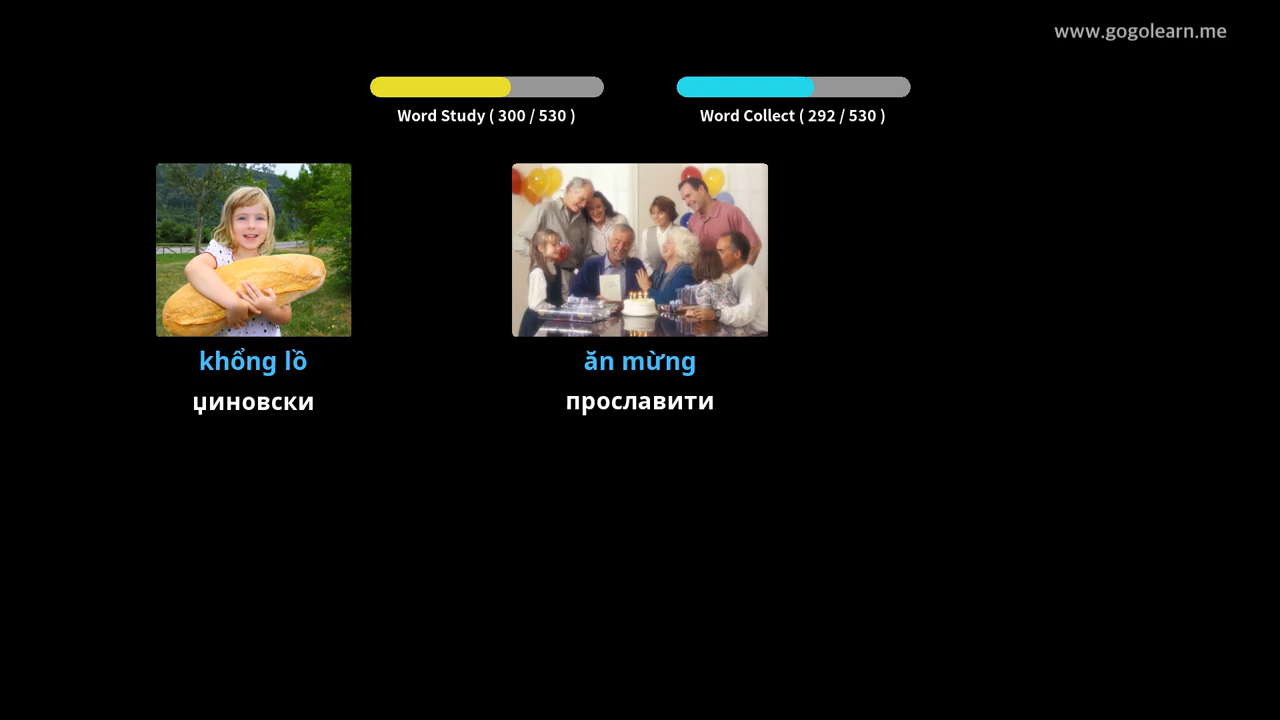 www.gogolearn.me
Word Study ( 300 / 530 )
Word Collect ( 292 / 530 )
khổng lồ
џиновски
ăn mừng
прославити